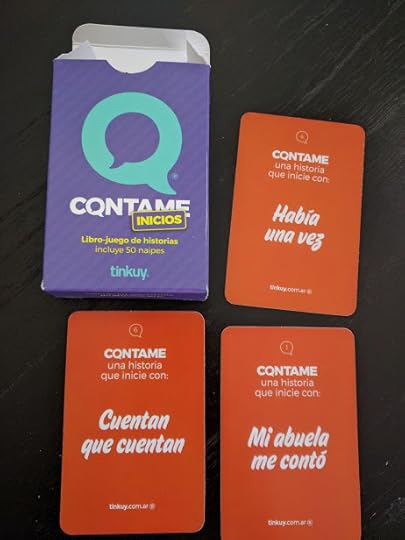 CONTAME
INICIOS
Libro-juego de historias
incluye 50 naipes
tinkuy.
CONTAME
una historia
que inicie con:
Había
una vez
tinkuy.com.ar
6
CONTAME
una historia
que inicie con:
Cuentan
que cuentan
tinkuy.com.ar
1
CONTAME
una historia
que inicie con:
Mi abuela
me contó
tinkuy.com.ar